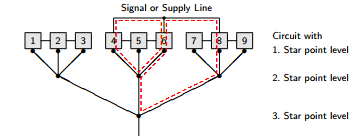 Signal or Supply Line
1 2 3 4 5 6 7 8 9
Circuit with
1. Star point level
2. Star point level
3. Star point level